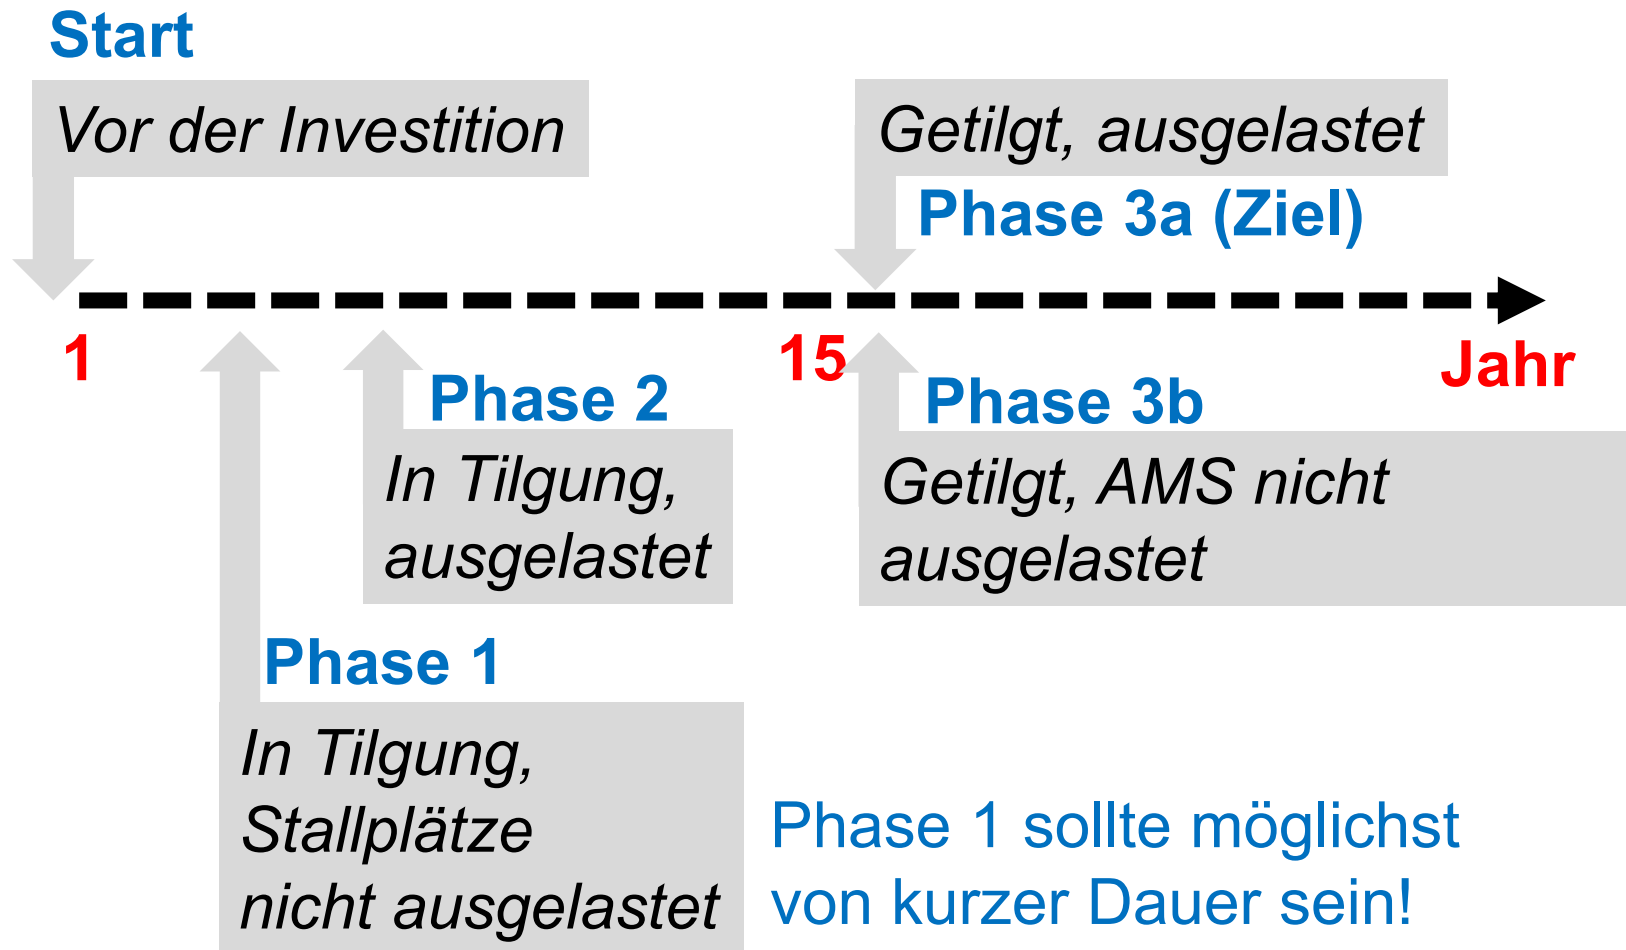 Start
Vor der Investition
Getilgt, ausgelastet
Phase 3a (Ziel)
1
15
Jahr
Phase 2
In Tilgung,
ausgelastet
Phase 3b
Getilgt, AMS nicht
ausgelastet
Phase 1
In Tilgung,
Stallplätze
nicht ausgelastet
Phase 1 sollte möglichst
von kurzer Dauer sein!